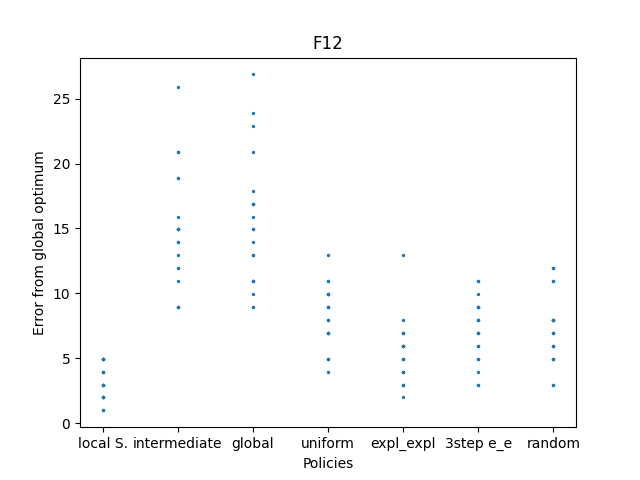 F12
Error from global optimum
25
20
15
10
5
0
local S. intermediate global uniform expl_expl 3step e_e random
Policies